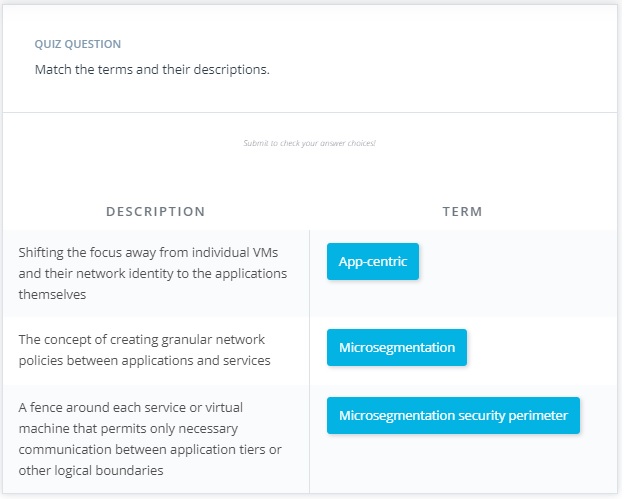 QUIZ QUESTION
Match the terms and their descriptions.
Submit to check your answer choices!
DESCRIPTION TERM
Shifting the focus away from individual VMs
and their network identity to the applications
themselves
App-centric
The concept of creating granular network
policies between applications and services
Microsegmentation
A fence around each service or virtual
machine that permits only necessary
communication between application tiers or
other logical boundaries
Microsegmentation security perimeter